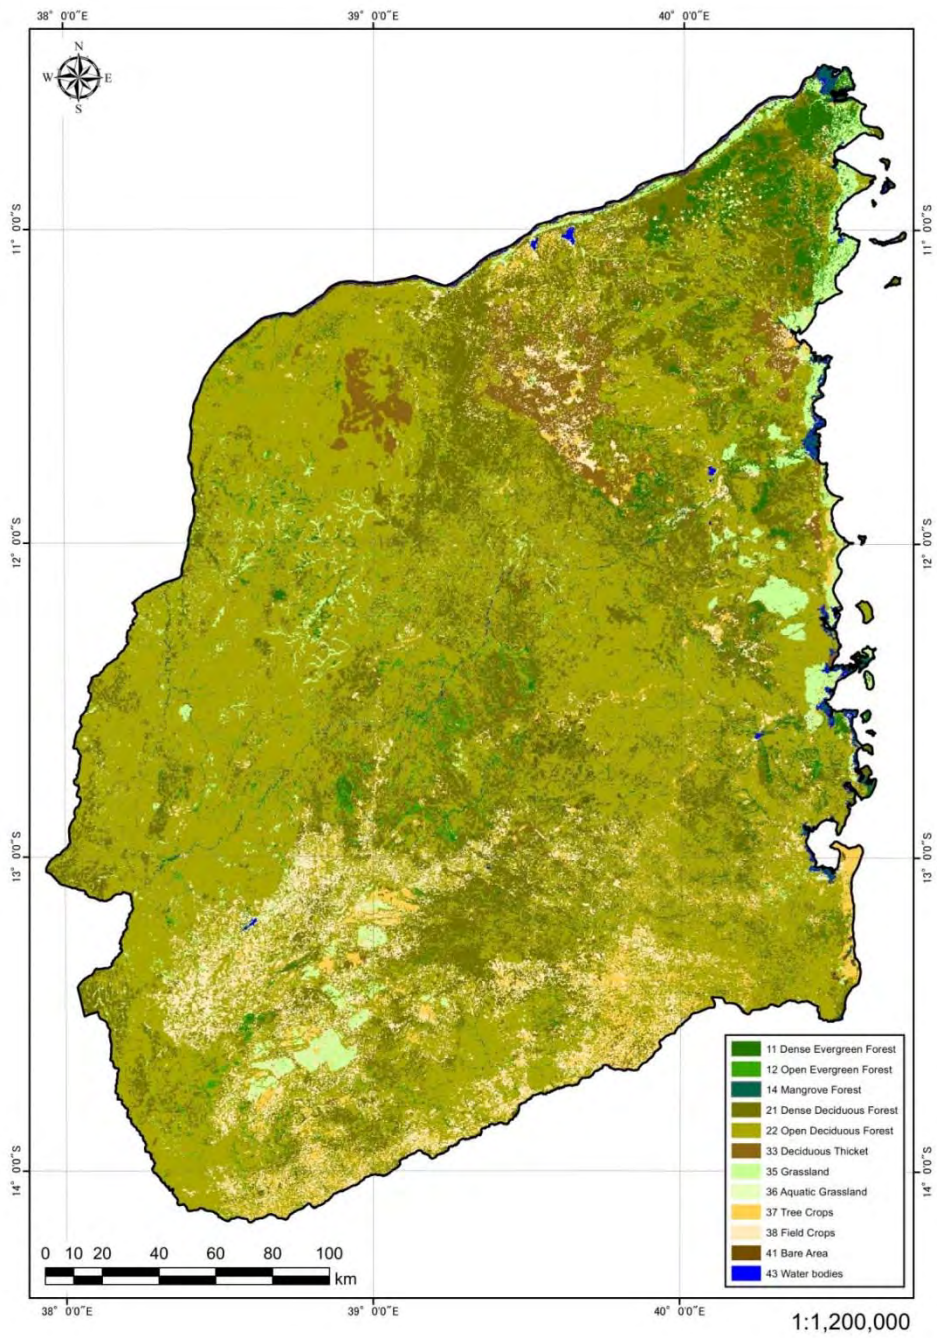 38° 0'0"E 39° 0'0"E 40° 0'0"E
N
W E
S
11° 0'0"S 11° 0'0"S
12° 0'0"S 12° 0'0"S
13° 0'0"S 13° 0'0"S
14° 0'0"S 14° 0'0"S
11 Dense Evergreen Forest
12 Open Evergreen Forest
14 Mangrove Forest
21 Dense Deciduous Forest
22 Open Deciduous Forest
33 Deciduous Thicket
35 Grassland
36 Aquatic Grassland
37 Tree Crops
38 Field Crops
41 Bare Area
43 Water bodies
0 10 20 40 60 80 100
km
38° 0'0"E 39° 0'0"E 40° 0'0"E
1:1,200,000